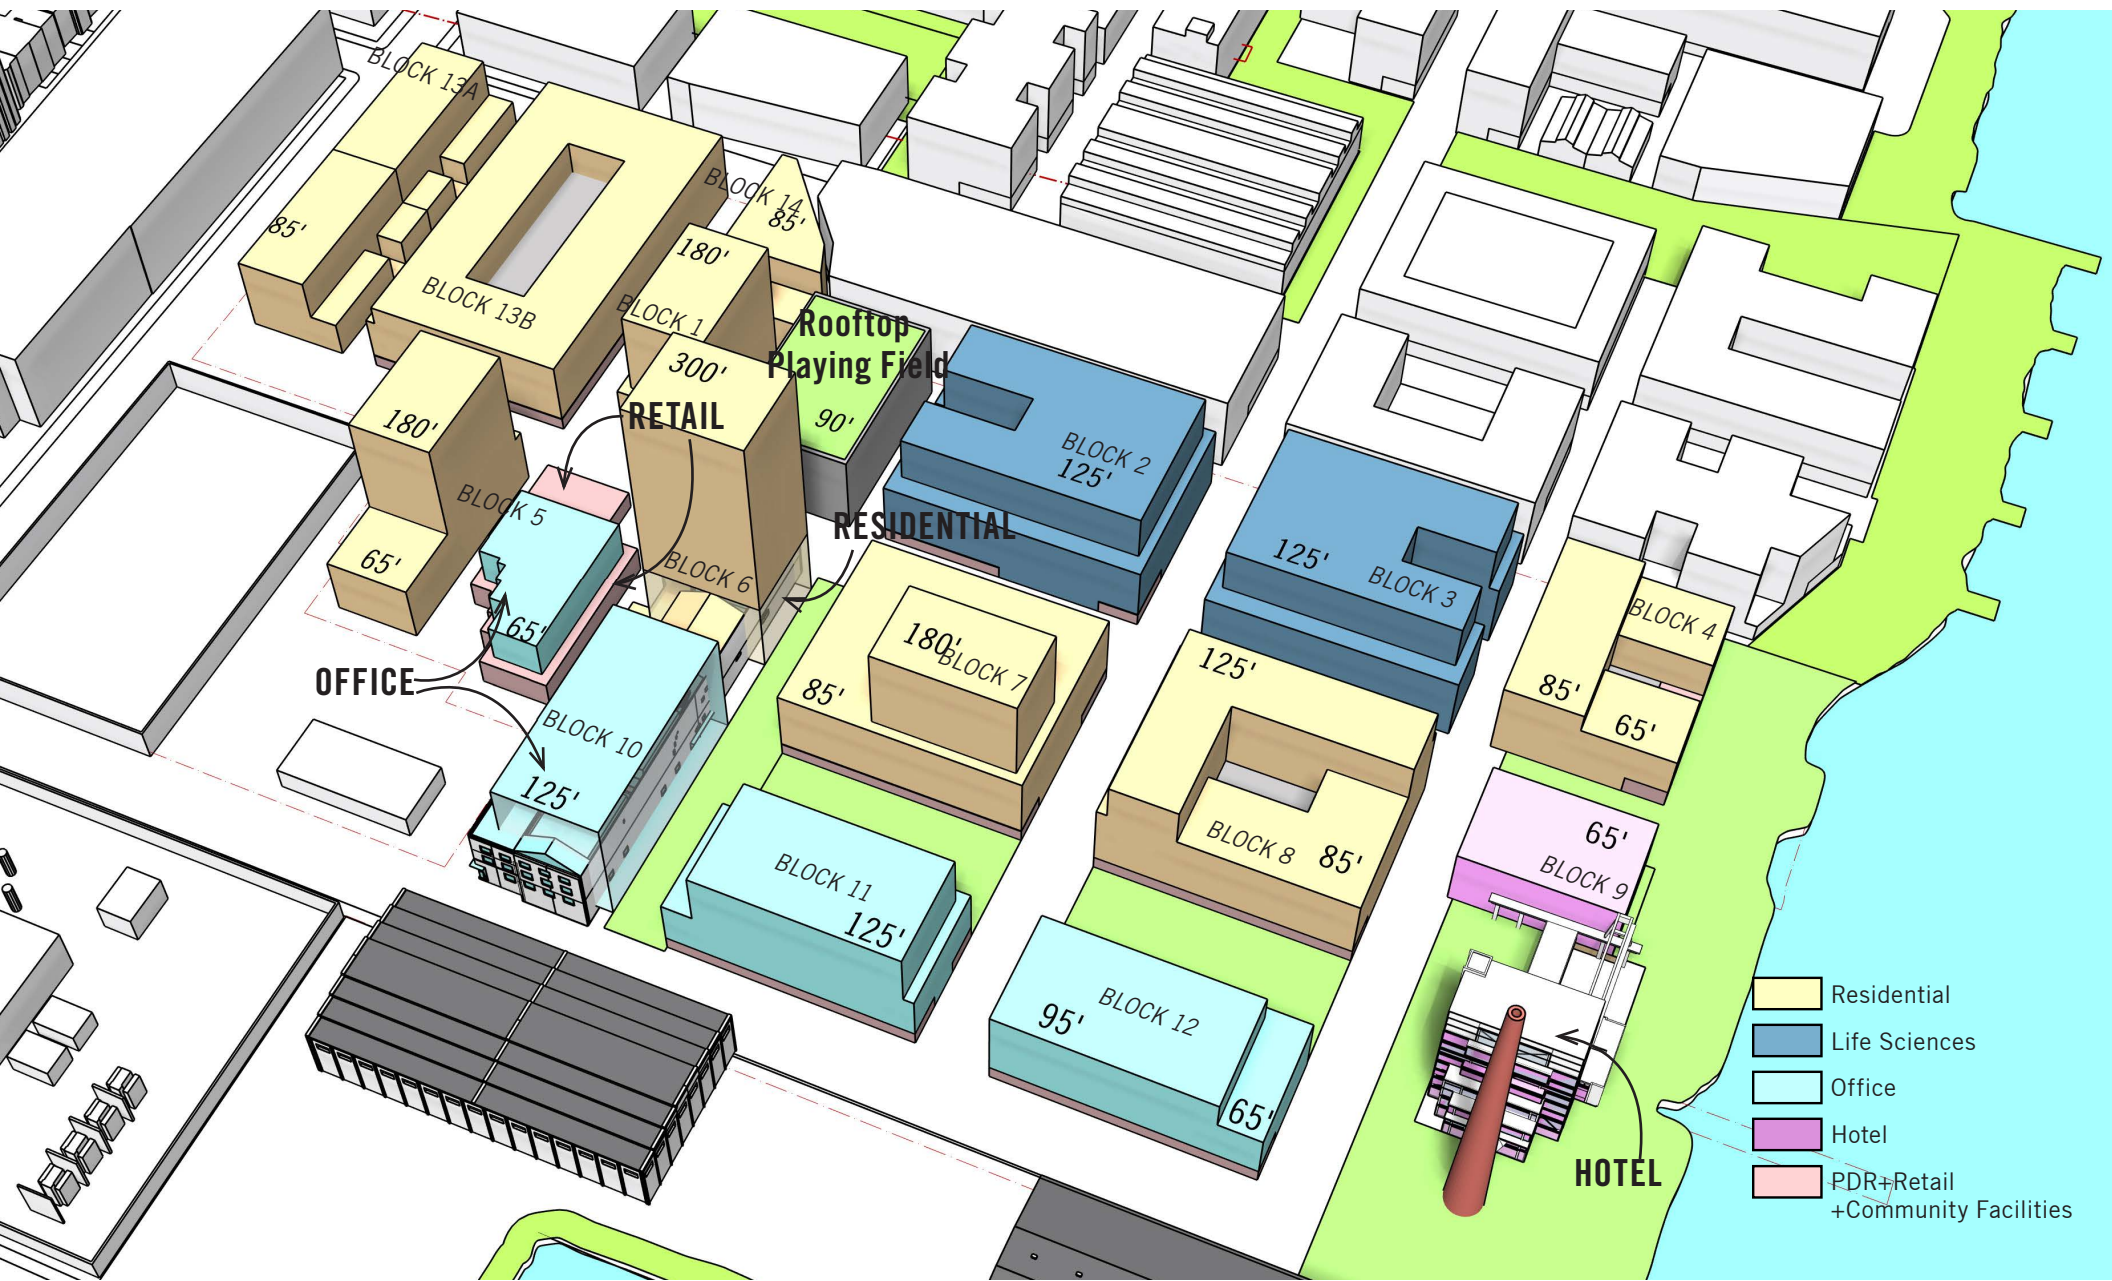 BLOCK 13A
85'
BLOCK 13B
BLOCK 14
85'
180'
BLOCK 1
Rooftop
Playing Field
90'
300'
RETAIL
180'
BLOCK 5
65'
65'
BLOCK 6
RESIDENTIAL
BLOCK 2
125'
125'
BLOCK 3
BLOCK 4
85'
65'
180'
BLOCK 7
85'
125'
BLOCK 8
85'
OFFICE
BLOCK 10
125'
BLOCK 11
125'
BLOCK 12
95'
65'
65'
BLOCK 9
HOTEL
Residential
Life Sciences
Office
Hotel
PDR+Retail
+Community Facilities